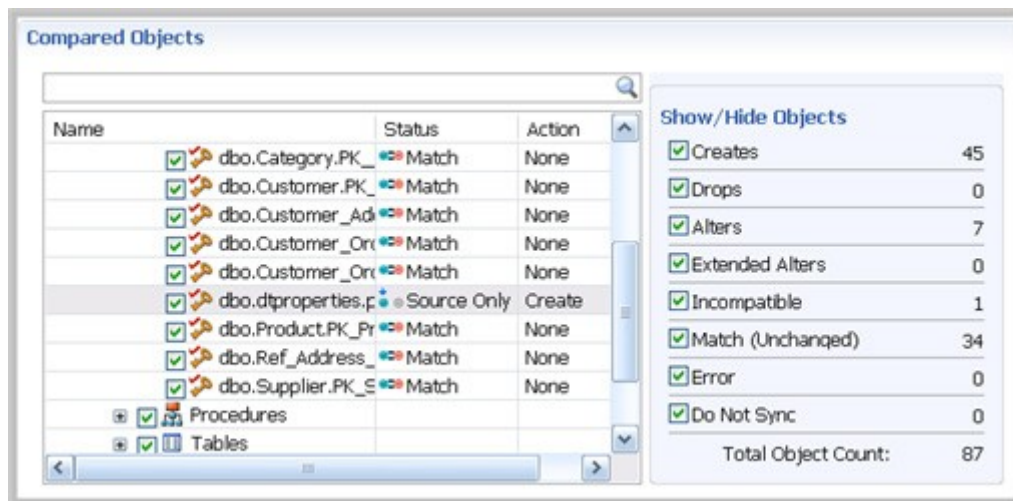 Compared Objects
Name Status Action
dbo.Category.PK_ Match None
dbo.Customer.PK_ Match None
dbo.Customer_Ad Match None
dbo.Customer_Or Match None
dbo.Customer_Or Match None
dbo.dtproperties.p Source Only Create
dbo.Product.PK_Pr Match None
dbo.Ref_Address_ Match None
dbo.Supplier.PK_S Match None
Procedures
Tables
Show/Hide Objects
Creates 45
Drops 0
Alters 7
Extended Alters 0
Incompatible 1
Match (Unchanged) 34
Error 0
Do Not Sync 0
Total Object Count: 87